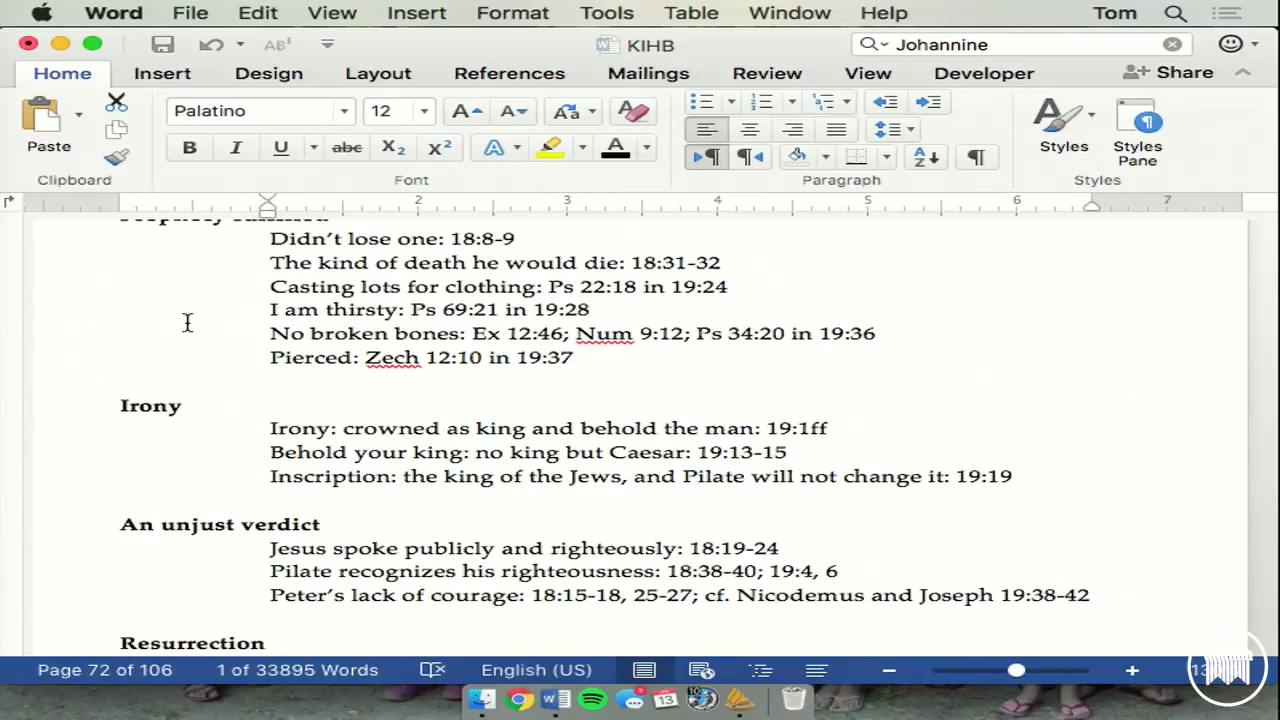 Word File Edit View Insert Format Tools Table Window Help Tom
KIHB Johannine
Home Insert Design Layout References Mailings Review View Developer Share
Palatino 12
Paste
Styles Styles Pane
Clipboard Font Paragraph Styles
2 3 4 5 6 7
Didn't lose one: 18:8-9
The kind of death he would die: 18:31-32
Casting lots for clothing: Ps 22:18 in 19:24
I am thirsty: Ps 69:21 in 19:28
No broken bones: Ex 12:46; Num 9:12; Ps 34:20 in 19:36
Pierced: Zech 12:10 in 19:37
Irony
Irony: crowned as king and behold the man: 19:1ff
Behold your king: no king but Caesar: 19:13-15
Inscription: the king of the Jews, and Pilate will not change it: 19:19
An unjust verdict
Jesus spoke publicly and righteously: 18:19-24
Pilate recognizes his righteousness: 18:38-40; 19:4, 6
Peter's lack of courage: 18:15-18, 25-27; cf. Nicodemus and Joseph 19:38-42
Resurrection
Page 72 of 106 1 of 33895 Words English (US)